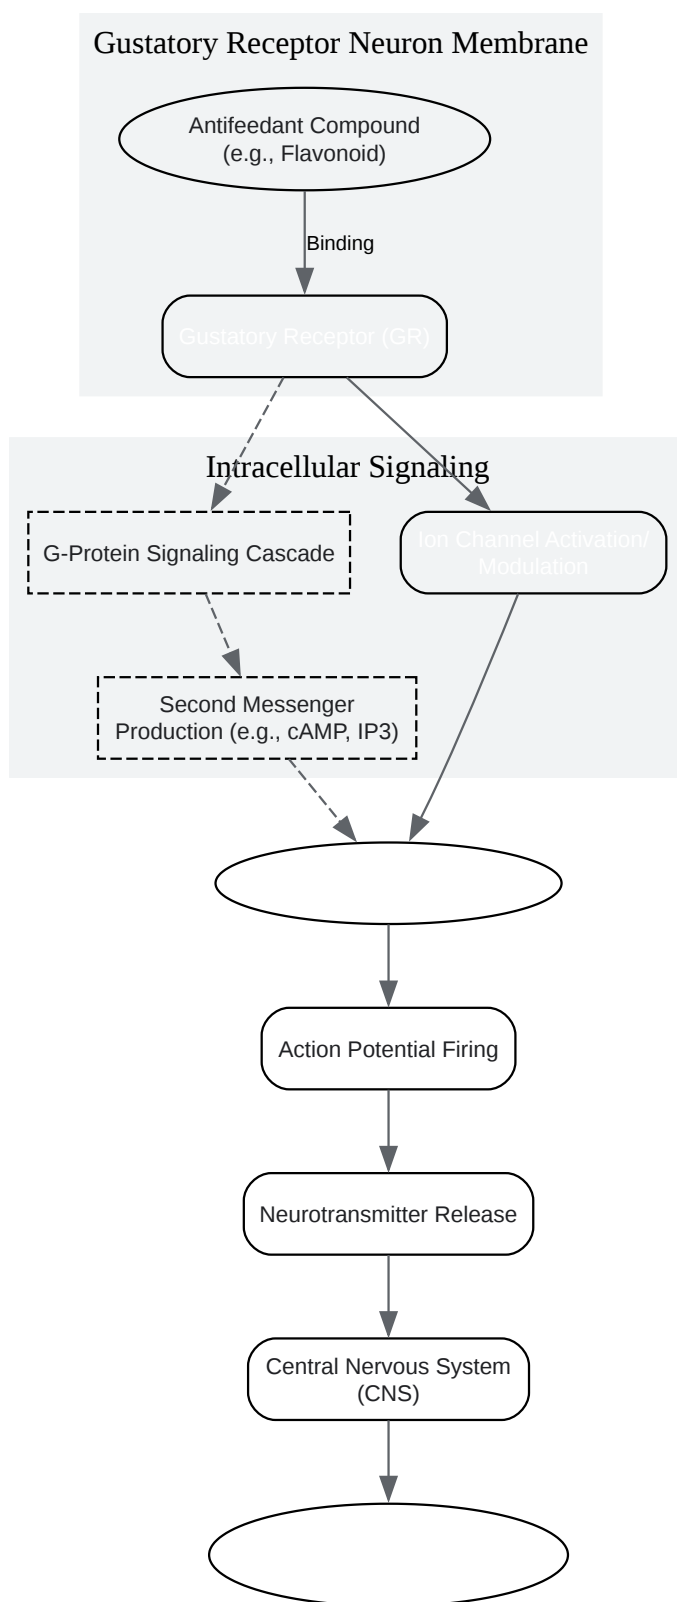 Gustatory Receptor Neuron Membrane
Antifeedant Compound
(e.g., Flavonoid)
Binding
Gustatory Receptor (GR)
Intracellular Signaling
G-Protein Signaling Cascade
Ion Channel Activation/
Modulation
Second Messenger
Production (e.g., cAMP, IP3)
Action Potential Firing
Neurotransmitter Release
Central Nervous System
(CNS)